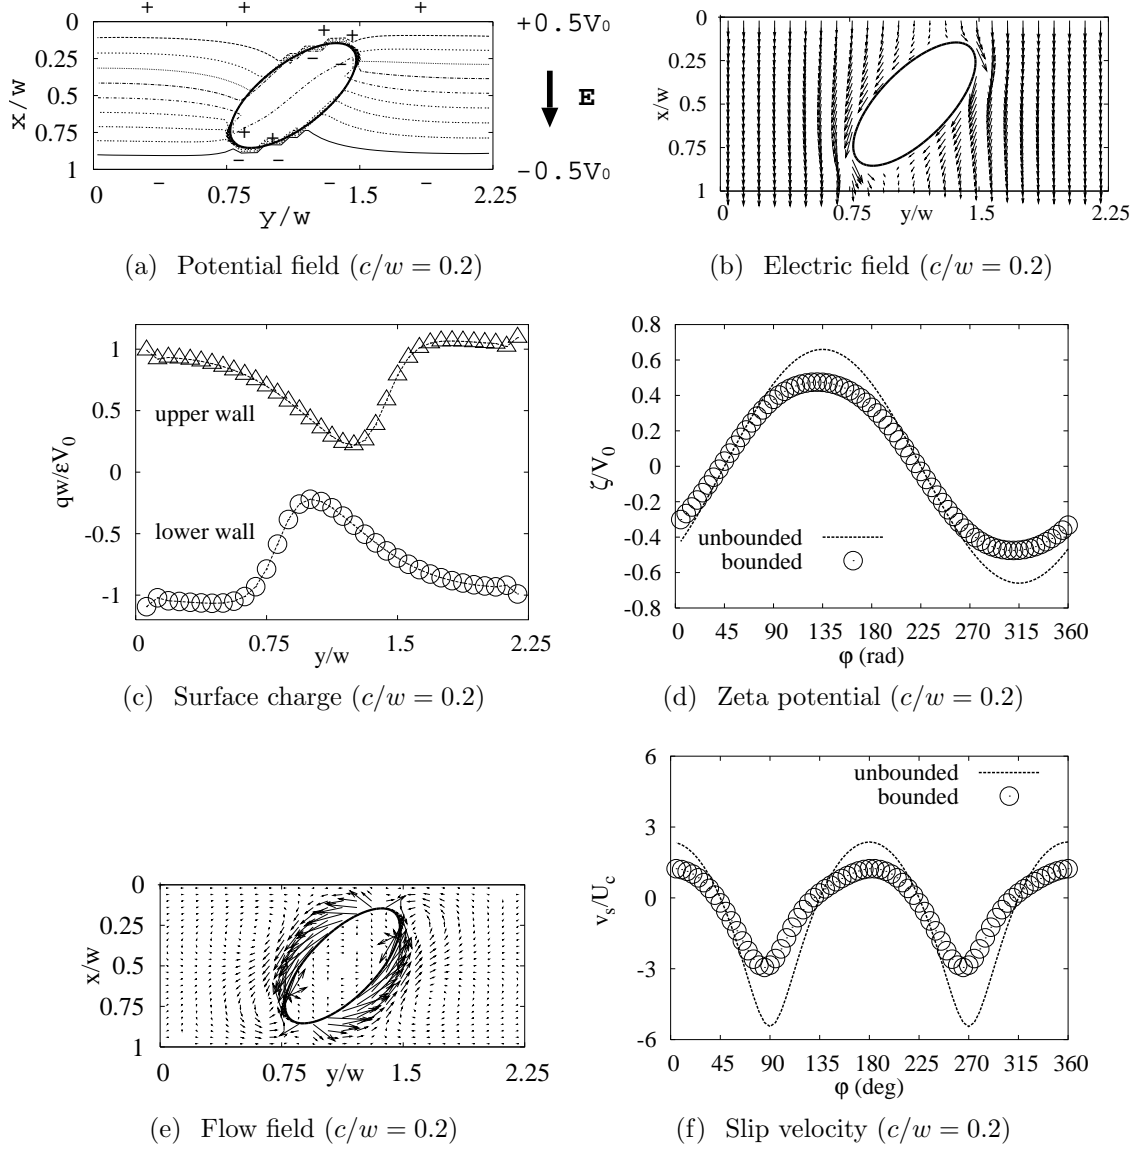 + + + +0.5V₀
0
0.25
0.5
0.75
1
x/w
+ +
− −
+ +
− −
− − −
E
-0.5V₀
0 0.75 1.5 2.25
y/w
(a) Potential field (c/w = 0.2)
0
0.25
0.5
0.75
1
x/w
0 0.75 1.5 2.25
y/w
(b) Electric field (c/w = 0.2)
1
0.5
0
-0.5
-1
qw/εV₀
upper wall
lower wall
0 0.75 1.5 2.25
y/w
(c) Surface charge (c/w = 0.2)
0.8
0.6
0.4
0.2
0
-0.2
-0.4
-0.6
-0.8
ζ/V₀
unbounded
bounded
0 45 90 135 180 225 270 315 360
φ (rad)
(d) Zeta potential (c/w = 0.2)
0
0.25
0.5
0.75
1
x/w
0 0.75 1.5 2.25
y/w
(e) Flow field (c/w = 0.2)
6
3
0
-3
-6
vₛ/U_c
unbounded
bounded
0 45 90 135 180 225 270 315 360
φ (deg)
(f) Slip velocity (c/w = 0.2)